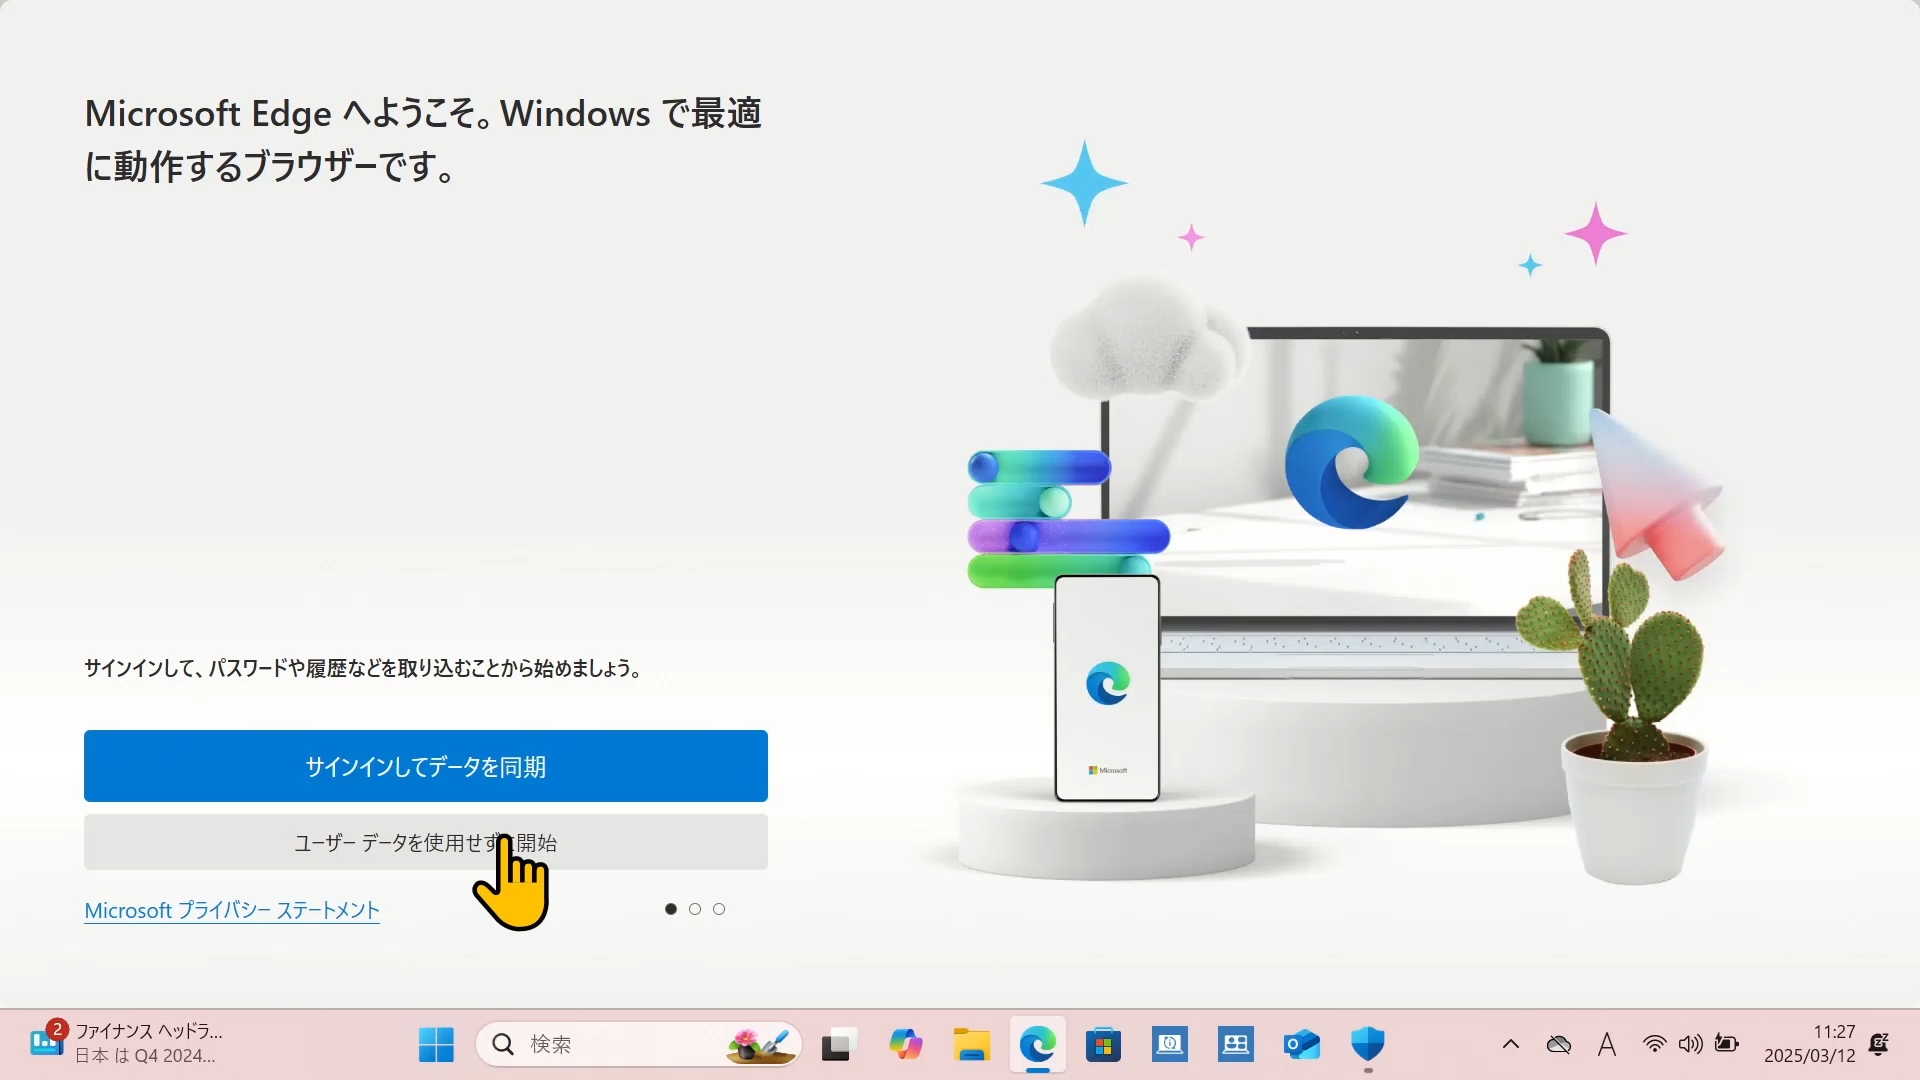 Microsoft Edge へようこそ。Windows で最適
に動作するブラウザーです。
サインインして、パスワードや履歴などを取り込むことから始めましょう。
サインインしてデータを同期
ユーザー データを使用せず 開始
Microsoft プライバシー ステートメント
Microsoft
2
ファイナンス ヘッドラ...
日本 は Q4 2024...
検索
A
11:27
2025/03/12